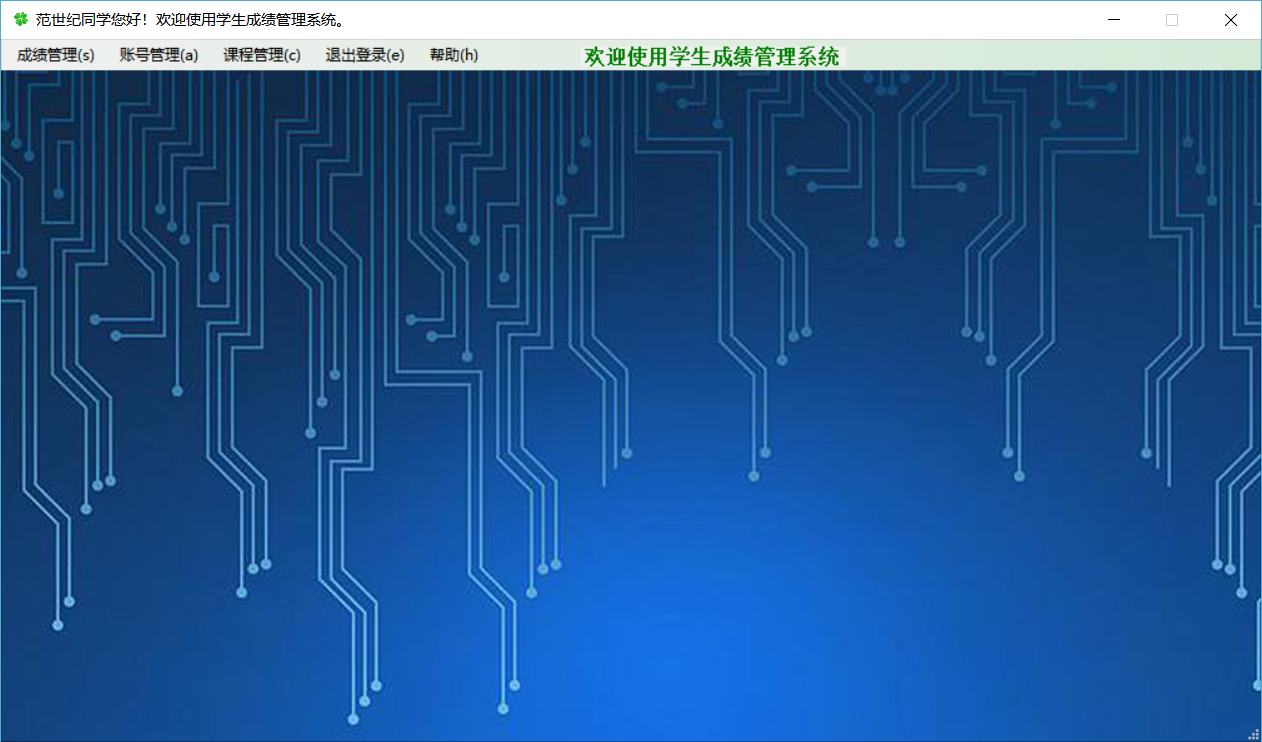 范世纪同学您好！欢迎使用学生成绩管理系统。
成绩管理(s) 账号管理(a) 课程管理(c) 退出登录(e) 帮助(h) 欢迎使用学生成绩管理系统